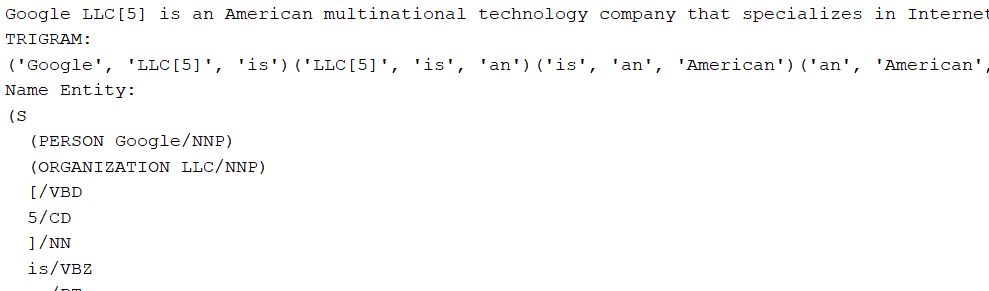 Google LLC[5] is an American multinational technology company that specializes in Internet
TRIGRAM:
('Google', 'LLC[5]', 'is')('LLC[5]', 'is', 'an')('is', 'an', 'American')('an', 'American',
Name Entity:
(S
(PERSON Google/NNP)
(ORGANIZATION LLC/NNP)
[/VBD
5/CD
]/NN
is/VBZ